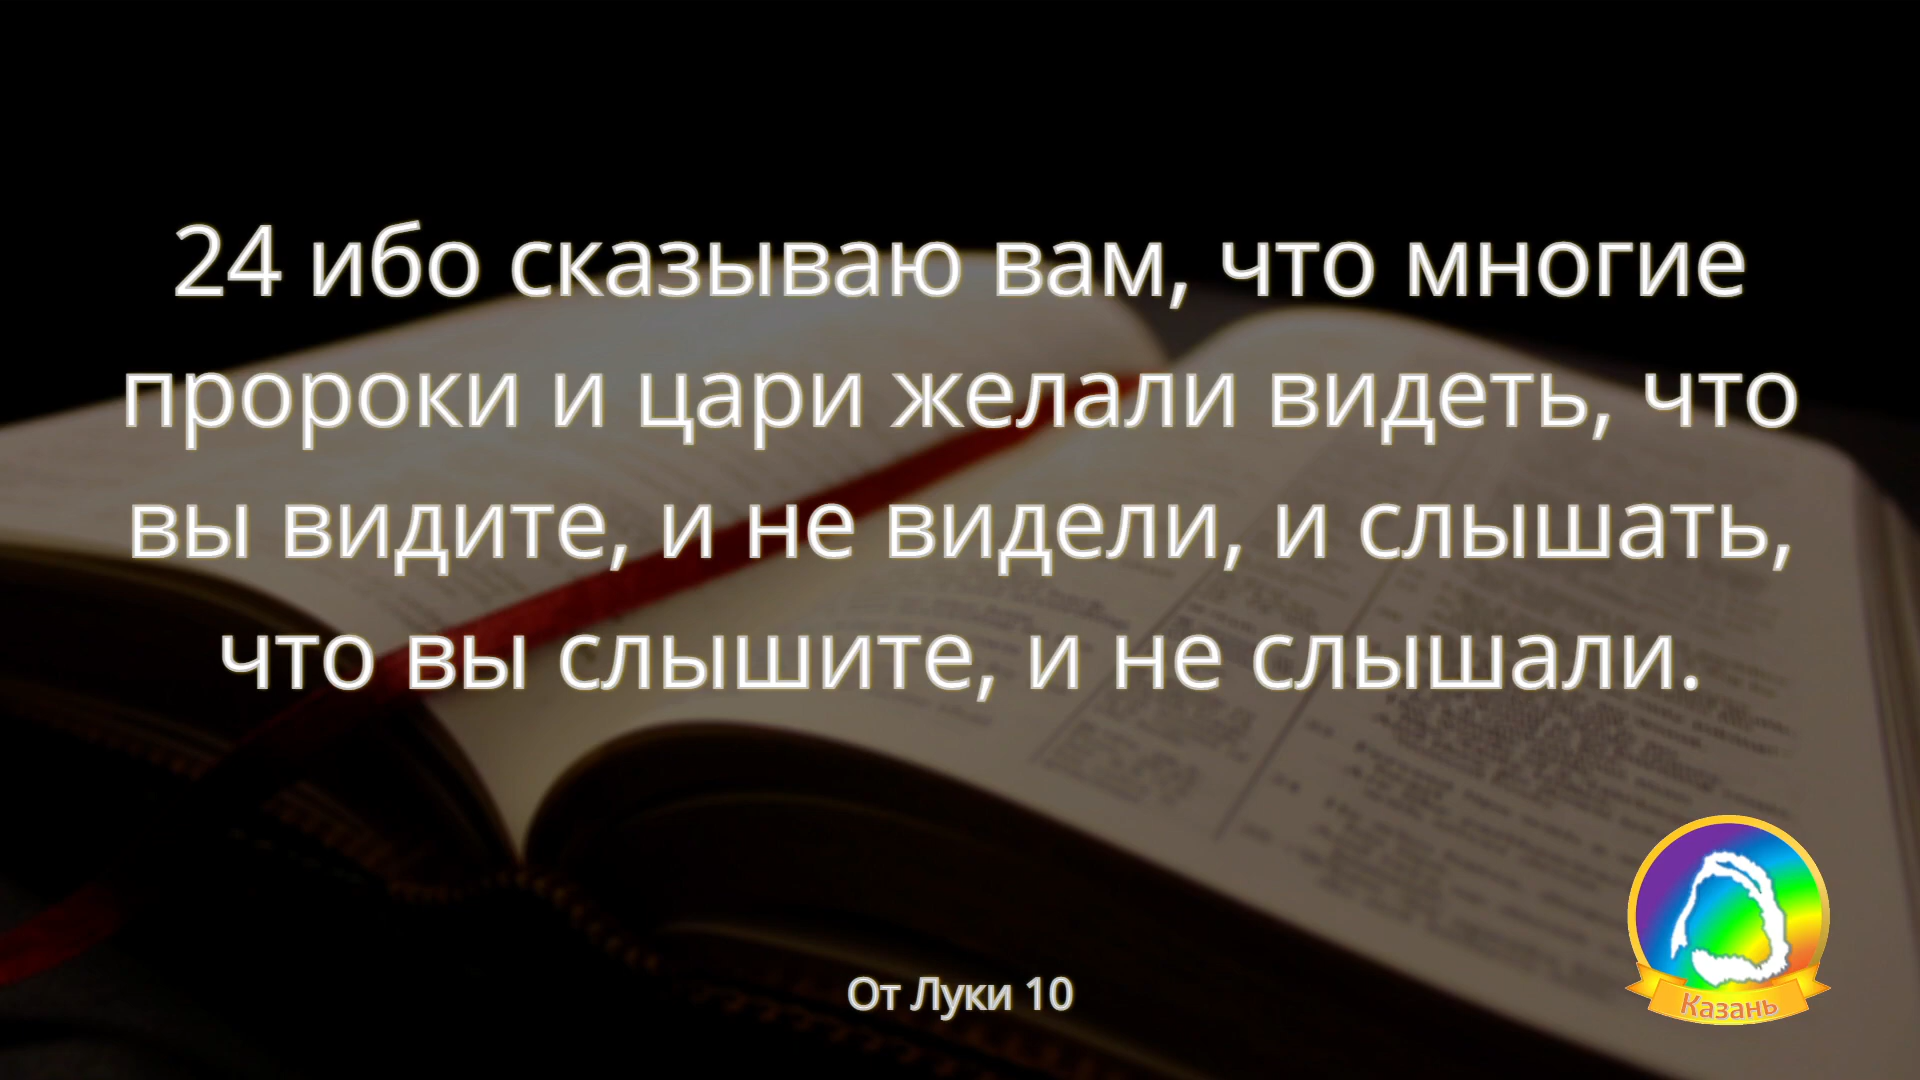 24 ибо сказываю вам, что многие
пророки и цари желали видеть, что
вы видите, и не видели, и слышать,
что вы слышите, и не слышали.
От Луки 10
Казань